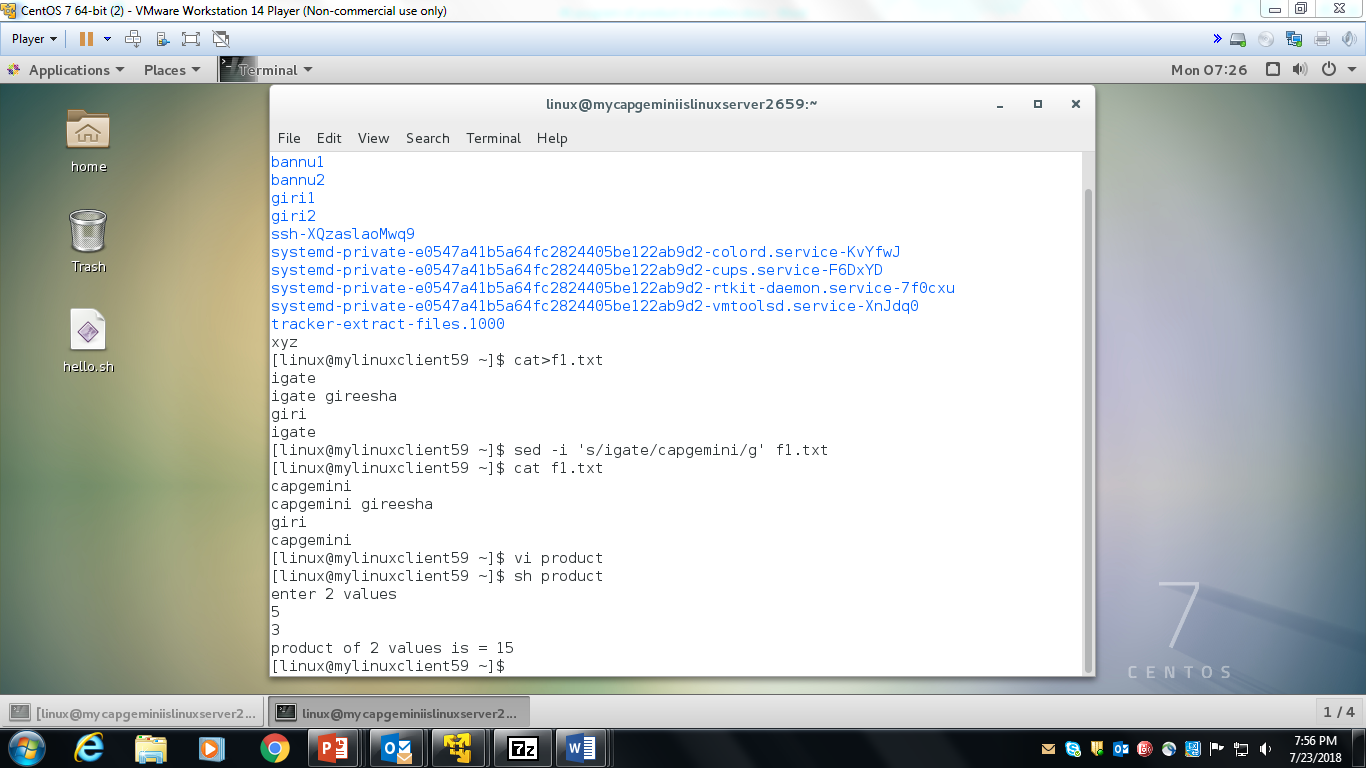 CentOS 7 64-bit (2) - VMware Workstation 14 Player (Non-commercial use only)
Player
Applications Places Terminal Mon 07:26
linux@mycapgeminiislinuxserver2659:~
File Edit View Search Terminal Help
home
Trash
hello.sh
bannu1
bannu2
giri1
giri2
ssh-XQzaslaoMwq9
systemd-private-e0547a41b5a64fc2824405be122ab9d2-colord.service-KvYfwJ
systemd-private-e0547a41b5a64fc2824405be122ab9d2-cups.service-F6DxYD
systemd-private-e0547a41b5a64fc2824405be122ab9d2-rtkit-daemon.service-7f0cxu
systemd-private-e0547a41b5a64fc2824405be122ab9d2-vmtoolsd.service-XnJdq0
tracker-extract-files.1000
xyz
[linux@mylinuxclient59 ~]$ cat>f1.txt
igate
igate gireesha
giri
igate
[linux@mylinuxclient59 ~]$ sed -i 's/igate/capgemini/g' f1.txt
[linux@mylinuxclient59 ~]$ cat f1.txt
capgemini
capgemini gireesha
giri
capgemini
[linux@mylinuxclient59 ~]$ vi product
[linux@mylinuxclient59 ~]$ sh product
enter 2 values
5
3
product of 2 values is = 15
[linux@mylinuxclient59 ~]$
7
CENTOS
[linux@mycapgeminiislinuxserver2... linux@mycapgeminiislinuxserver2... 1 / 4
7z
7:56 PM
7/23/2018